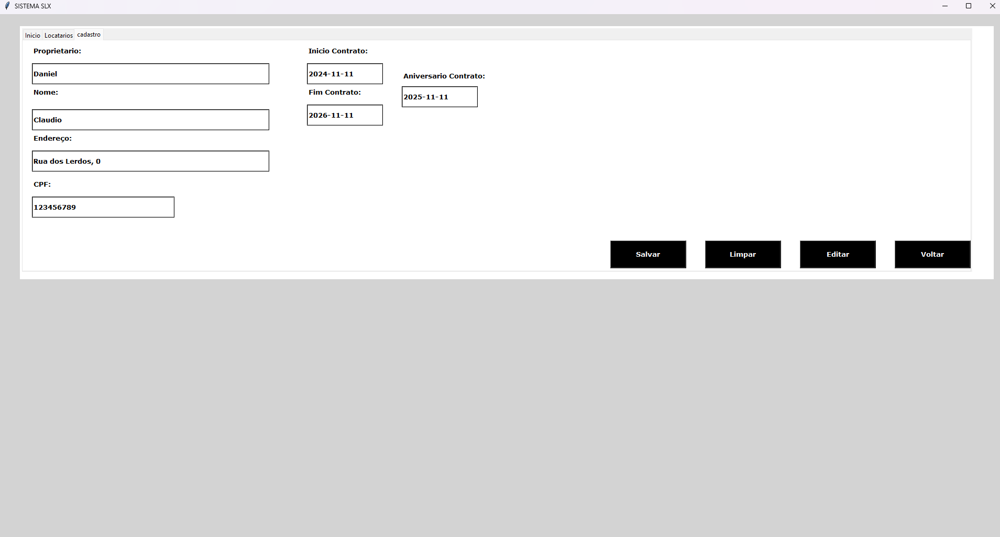 SISTEMA SLX
Inicio Locatarios cadastro
Proprietario:
Daniel
Nome:
Claudio
Endereço:
Rua dos Lerdos, 0
CPF:
123456789
Inicio Contrato:
2024-11-11
Fim Contrato:
2026-11-11
Aniversario Contrato:
2025-11-11
Salvar Limpar Editar Voltar